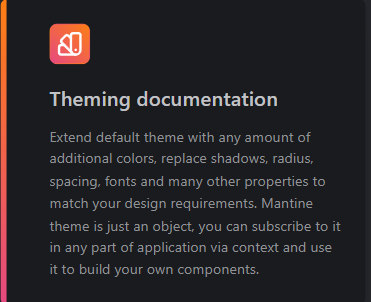 Theming documentation
Extend default theme with any amount of
additional colors, replace shadows, radius,
spacing, fonts and many other properties to
match your design requirements. Mantine
theme is just an object, you can subscribe to it
in any part of application via context and use
it to build your own components.